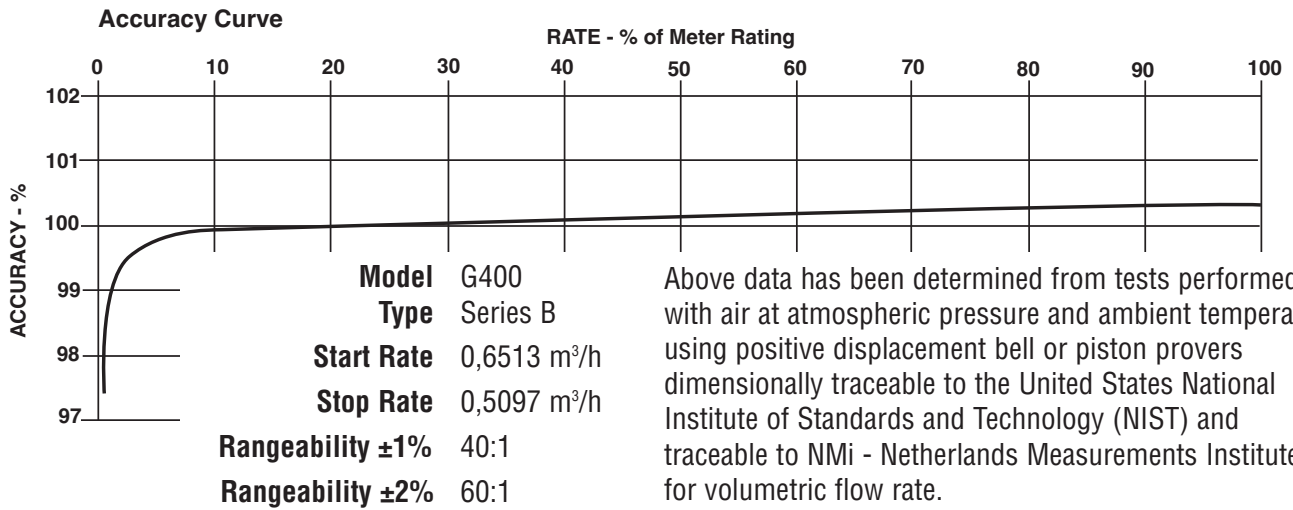 Accuracy Curve
RATE - % of Meter Rating
0 10 20 30 40 50 60 70 80 90 100
102
101
100
99
98
97
ACCURACY - %
Model G400
Type Series B
Start Rate 0,6513 m³/h
Stop Rate 0,5097 m³/h
Rangeability ±1% 40:1
Rangeability ±2% 60:1
Above data has been determined from tests performed
with air at atmospheric pressure and ambient tempera
using positive displacement bell or piston provers
dimensionally traceable to the United States National
Institute of Standards and Technology (NIST) and
traceable to NMi - Netherlands Measurements Institute
for volumetric flow rate.